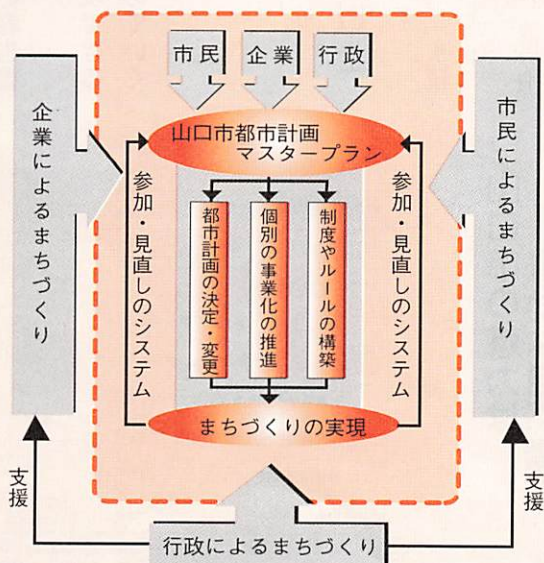 市民
企業
行政
山口市都市計画
マスタープラン
企業によるまちづくり
参加・見直しのシステム
都市計画の決定・変更
個別の事業化の推進
制度やルールの構築
参加・見直しのシステム
市民によるまちづくり
まちづくりの実現
支援
支援
行政によるまちづくり